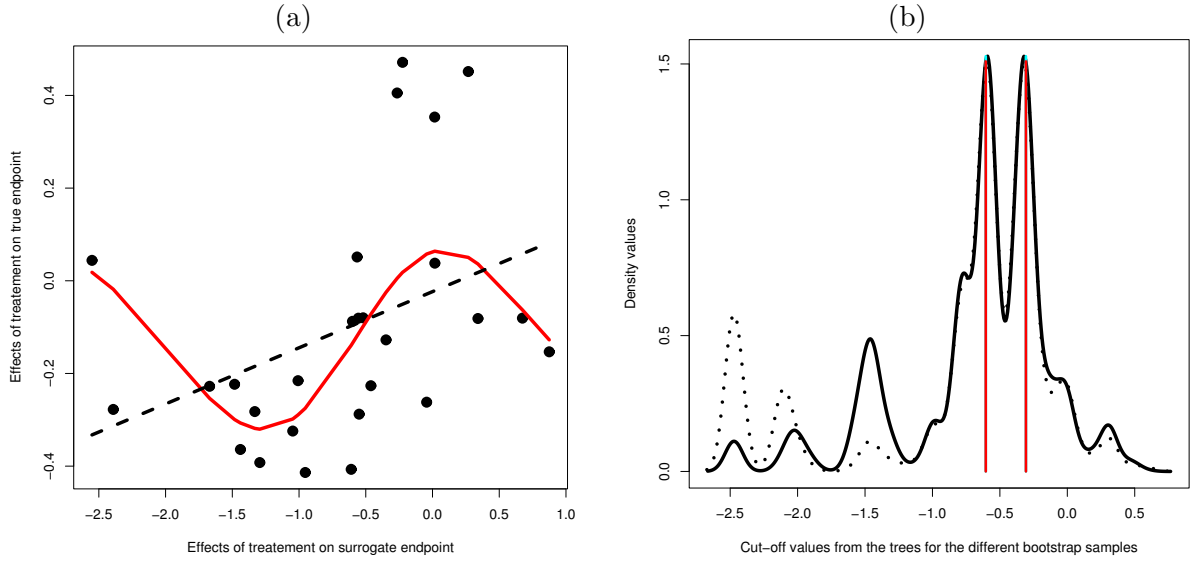 (a)
Effects of treatement on true endpoint
0.4
0.2
0.0
−0.2
−0.4
−2.5 −2.0 −1.5 −1.0 −0.5 0.0 0.5 1.0
Effects of treatement on surrogate endpoint
(b)
Density values
1.5
1.0
0.5
0.0
−2.5 −2.0 −1.5 −1.0 −0.5 0.0 0.5
Cut−off values from the trees for the different bootstrap samples